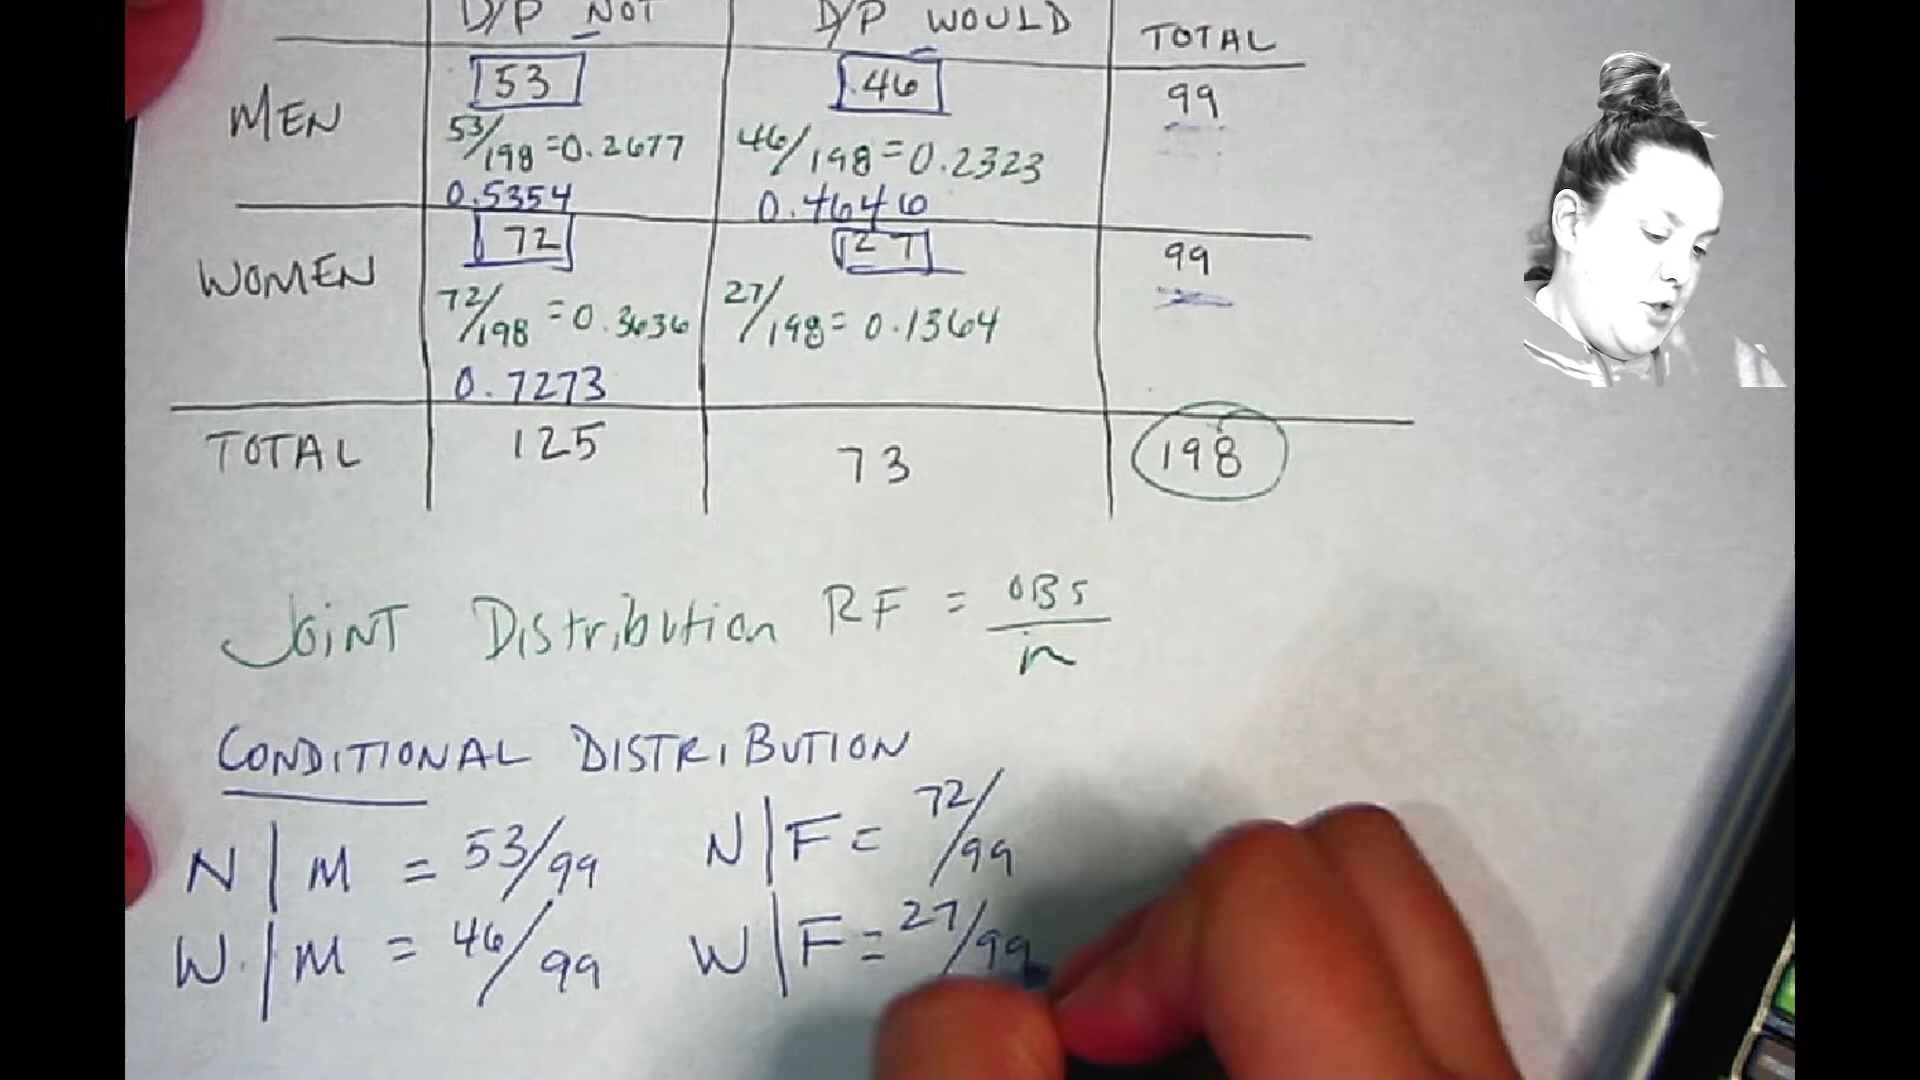 D/P NOT D/P WOULD TOTAL
MEN 53 46 99
53/198 = 0.2677 46/198 = 0.2323
0.5354 0.4646
WOMEN 72 27 99
72/198 = 0.3636 27/198 = 0.1364
0.7273
TOTAL 125 73 198
JOINT Distribution RF = OBS
n
CONDITIONAL DISTRIBUTION
N | M = 53/99 N | F = 72/99
W | M = 46/99 W | F = 27/99